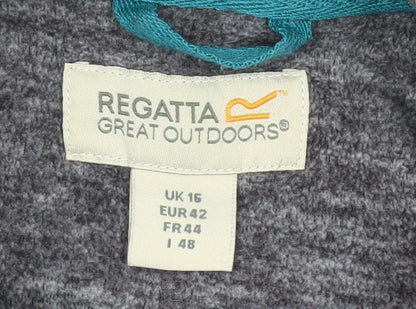 REGATTA
GREAT OUTDOORS®
UK 16
EUR 42
FR 44
I 48